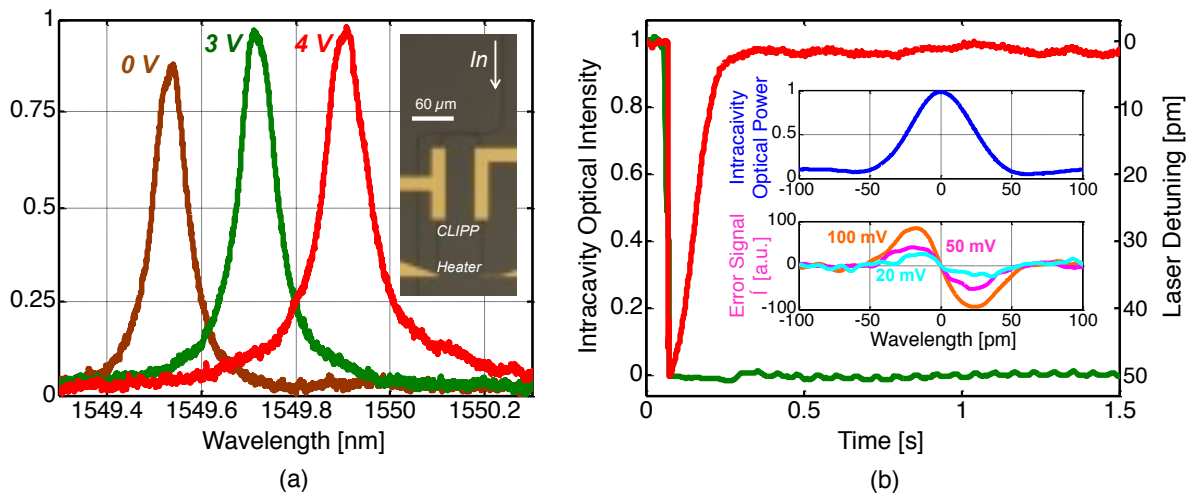 1
0.75
0.5
0.25
0
0 V
3 V
4 V
In
60 µm
CLIPP
Heater
1549.4
1549.6
1549.8
1550
1550.2
Wavelength [nm]
(a)
Intracavity Optical Intensity
1
0.8
0.6
0.4
0.2
0
Intracaivity
Optical Power
1
0.5
0
-100
-50
0
50
100
Error Signal
∫ [a.u.]
100
0
-100
100 mV
50 mV
20 mV
-100
-50
0
50
100
Wavelength [pm]
0
10
20
30
40
50
Laser Detuning [pm]
0
0.5
1
1.5
Time [s]
(b)